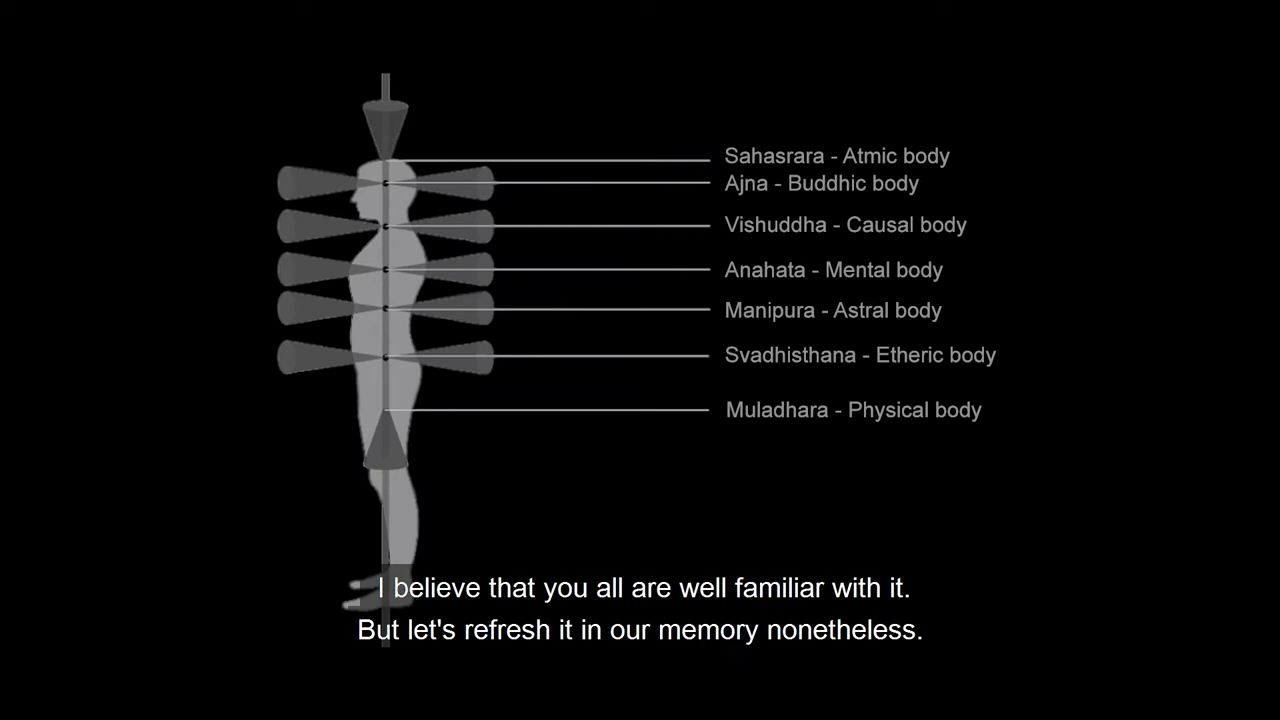 Sahasrara - Atmic body
Ajna - Buddhic body
Vishuddha - Causal body
Anahata - Mental body
Manipura - Astral body
Svadhisthana - Etheric body
Muladhara - Physical body
I believe that you all are well familiar with it.
But let's refresh it in our memory nonetheless.